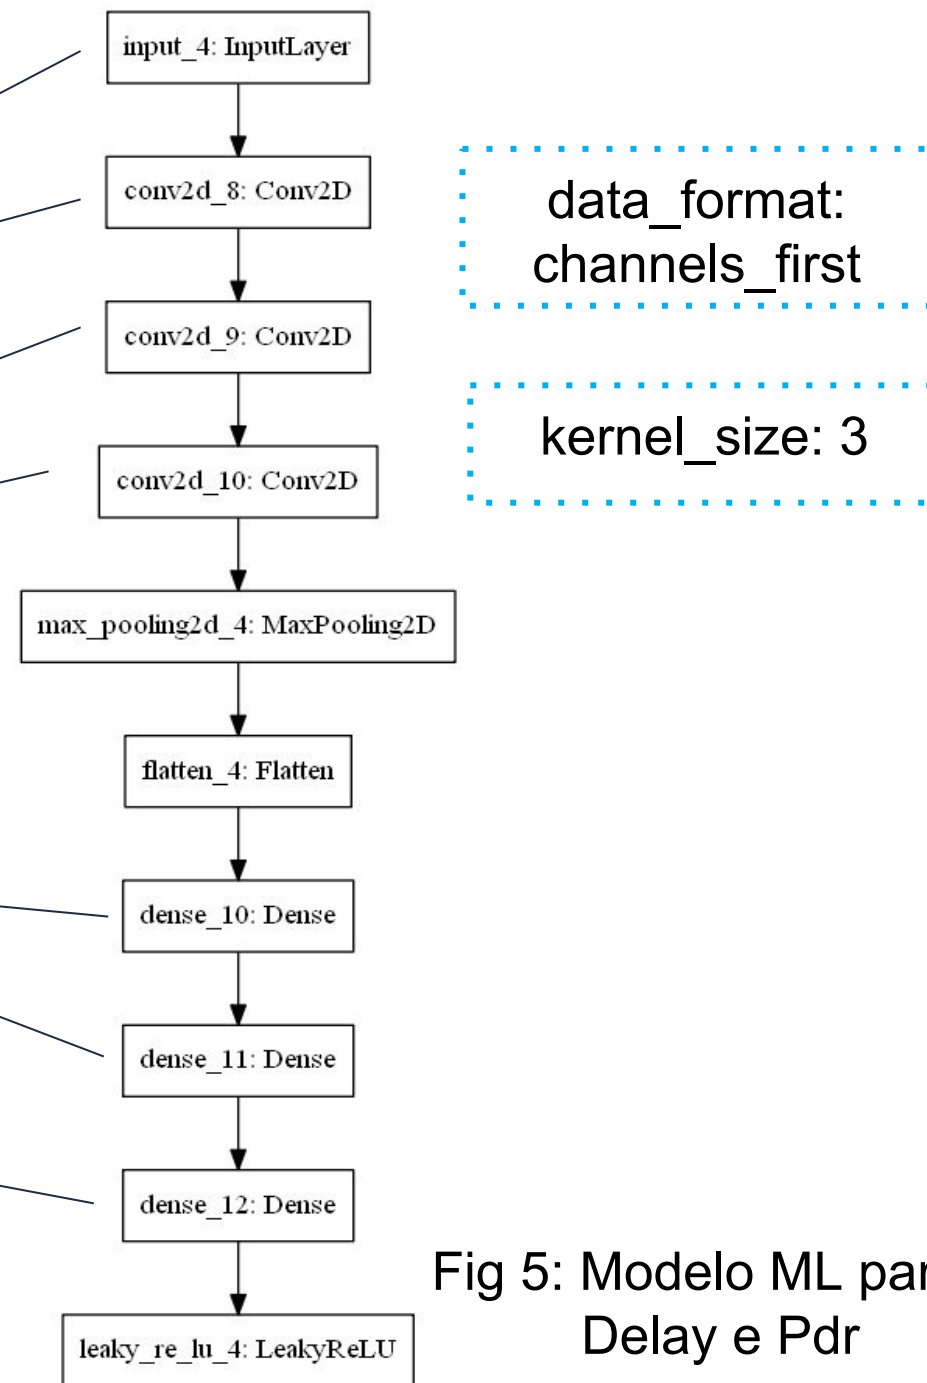 input_4: InputLayer
conv2d_8: Conv2D
data_format:
channels_first
conv2d_9: Conv2D
kernel_size: 3
conv2d_10: Conv2D
max_pooling2d_4: MaxPooling2D
flatten_4: Flatten
dense_10: Dense
dense_11: Dense
dense_12: Dense
leaky_re_lu_4: LeakyReLU
Fig 5: Modelo ML par
Delay e Pdr